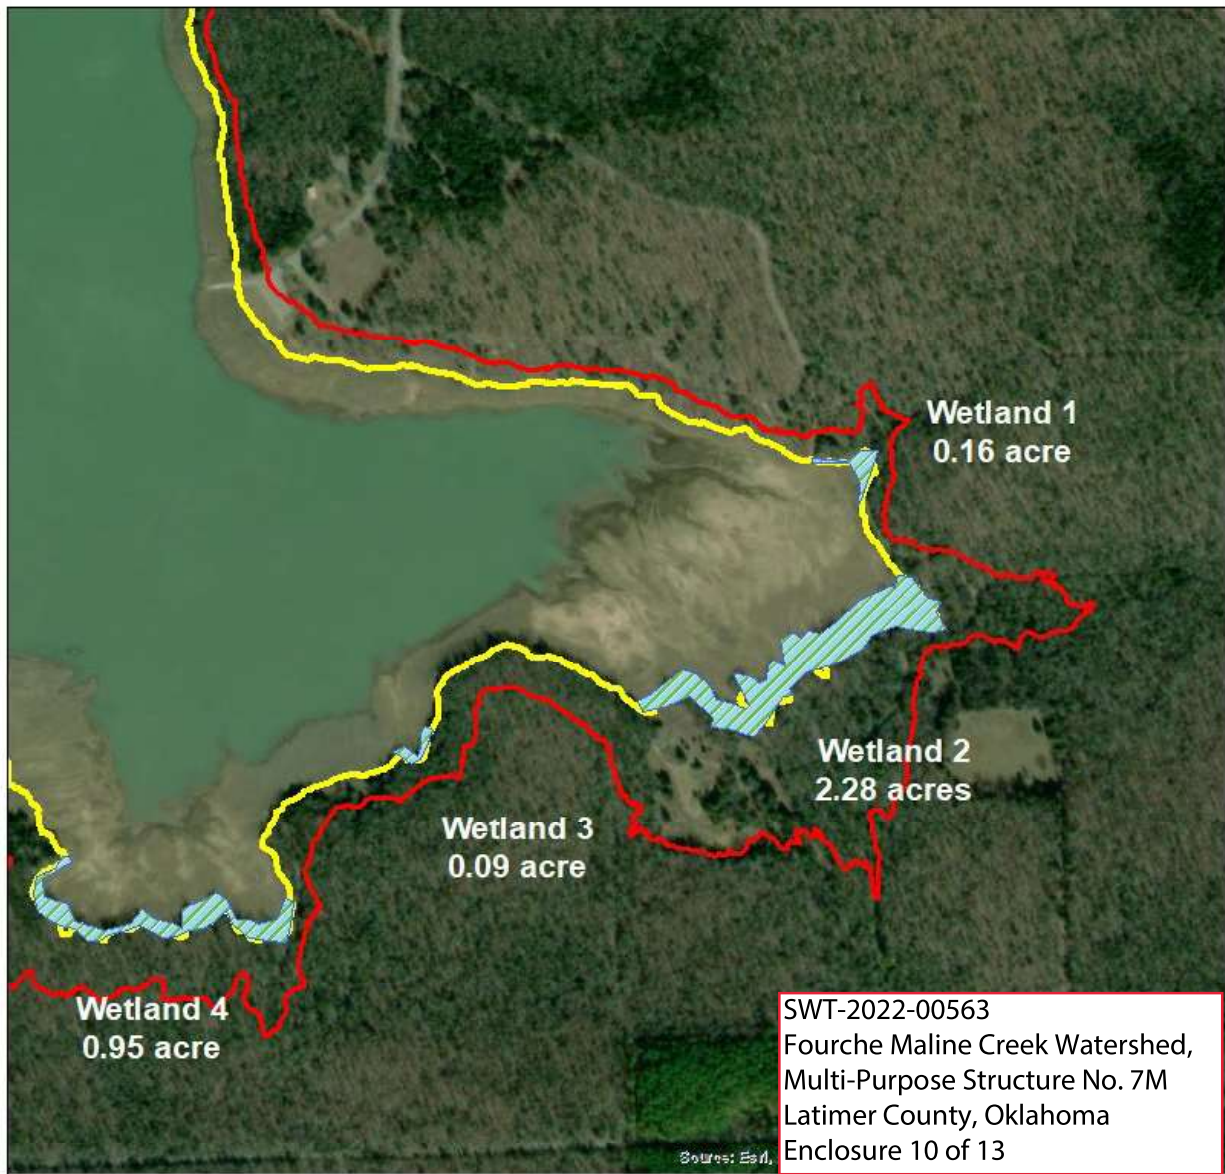 Wetland 1
0.16 acre
Wetland 2
2.28 acres
Wetland 3
0.09 acre
Wetland 4
0.95 acre
SWT-2022-00563
Fourche Maline Creek Watershed,
Multi-Purpose Structure No. 7M
Latimer County, Oklahoma
Enclosure 10 of 13
Source: Esri,